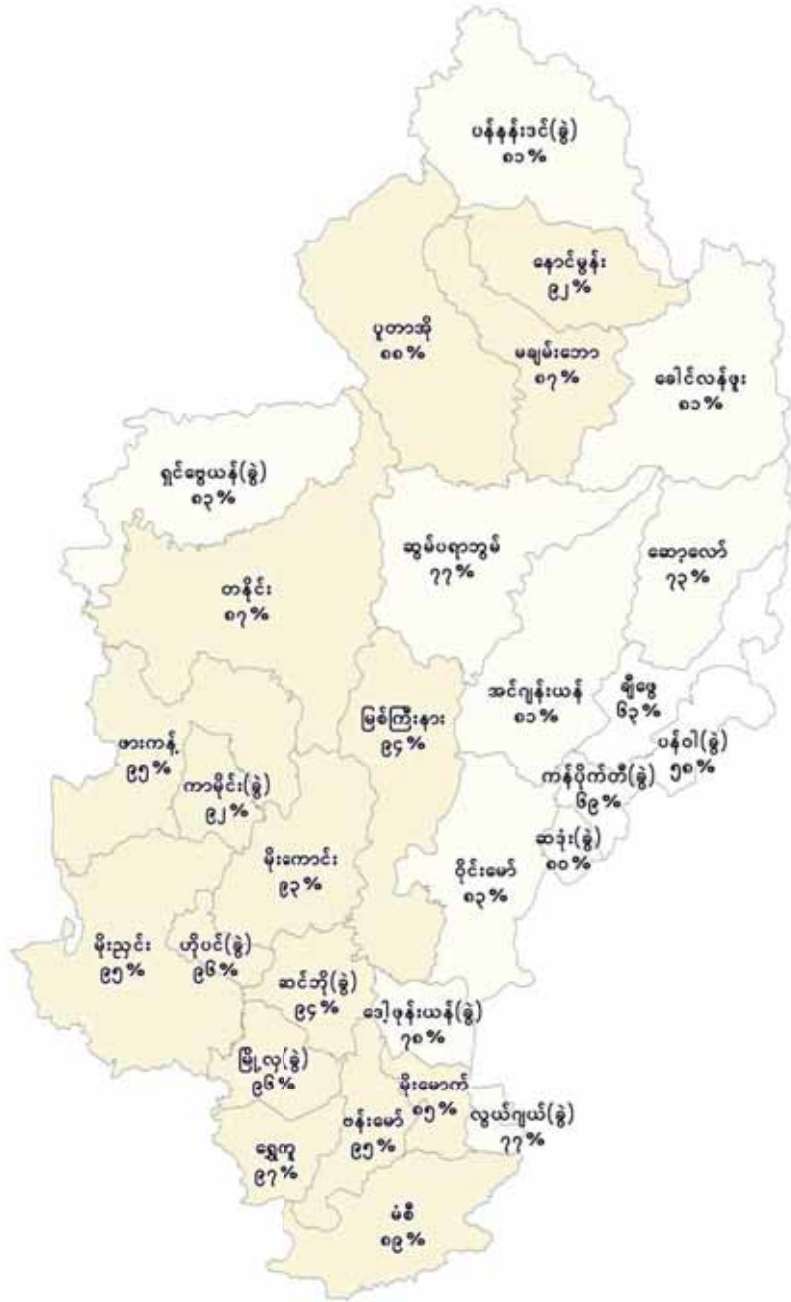 ပန်နန်းဒင်(ခွဲ)
၈၁%
နောင်မွန်း
၉၂%
ပူတာအို
၈၈%
မချမ်းဘော
၈၇%
ခေါင်လန်ဖူး
၈၁%
ရှင်ဗွေယန်(ခွဲ)
၈၃%
ဆွမ်ပရာဘွမ်
၇၇%
ဆော့လော်
၇၃%
တနိုင်း
၈၇%
အင်ဂျန်းယန်
၈၁%
ချီဖွေ
၆၃%
မြစ်ကြီးနား
၉၄%
ပန်ဝါ(ခွဲ)
၅၈%
ဖားကန့်
၉၅%
ကာမိုင်း(ခွဲ)
၉၂%
ကန်ပိုက်တီ(ခွဲ)
၆၉%
ဆဒုံး(ခွဲ)
၈၀%
မိုးကောင်း
၉၃%
ဝိုင်းမော်
၈၃%
မိုးညှင်း
၉၅%
ဟိုပင်(ခွဲ)
၉၆%
ဆင်ဘို(ခွဲ)
၉၄%
ဒေါ့ဖုန်းယန်(ခွဲ)
၇၈%
မြို့လှ(ခွဲ)
၉၆%
မိုးမောက်
၈၅%
ဗန်းမော်
၉၅%
လွယ်ဂျယ်(ခွဲ)
၇၇%
ရွှေကူ
၉၇%
မံစီ
၈၉%